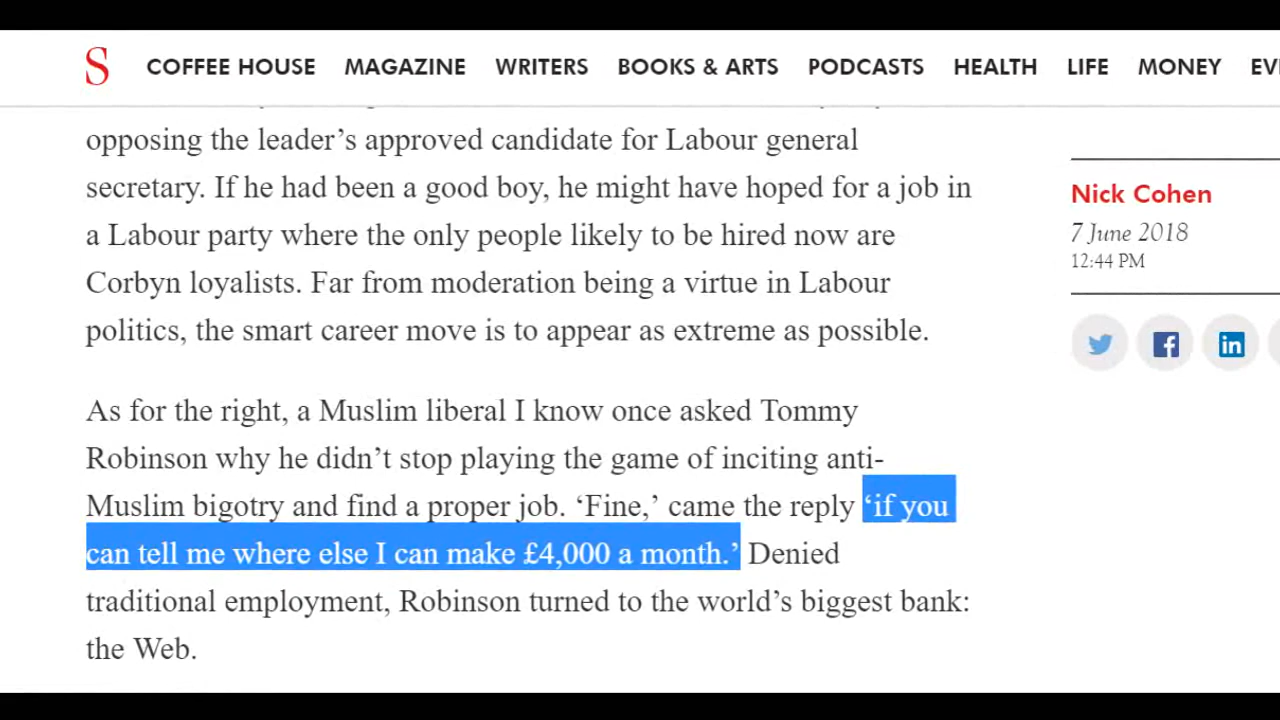 S COFFEE HOUSE MAGAZINE WRITERS BOOKS & ARTS PODCASTS HEALTH LIFE MONEY
opposing the leader’s approved candidate for Labour general
secretary. If he had been a good boy, he might have hoped for a job in
a Labour party where the only people likely to be hired now are
Corbyn loyalists. Far from moderation being a virtue in Labour
politics, the smart career move is to appear as extreme as possible.
As for the right, a Muslim liberal I know once asked Tommy
Robinson why he didn’t stop playing the game of inciting anti-
Muslim bigotry and find a proper job. ‘Fine,’ came the reply ‘if you
can tell me where else I can make £4,000 a month.’ Denied
traditional employment, Robinson turned to the world’s biggest bank:
the Web.
Nick Cohen
7 June 2018
12:44 PM